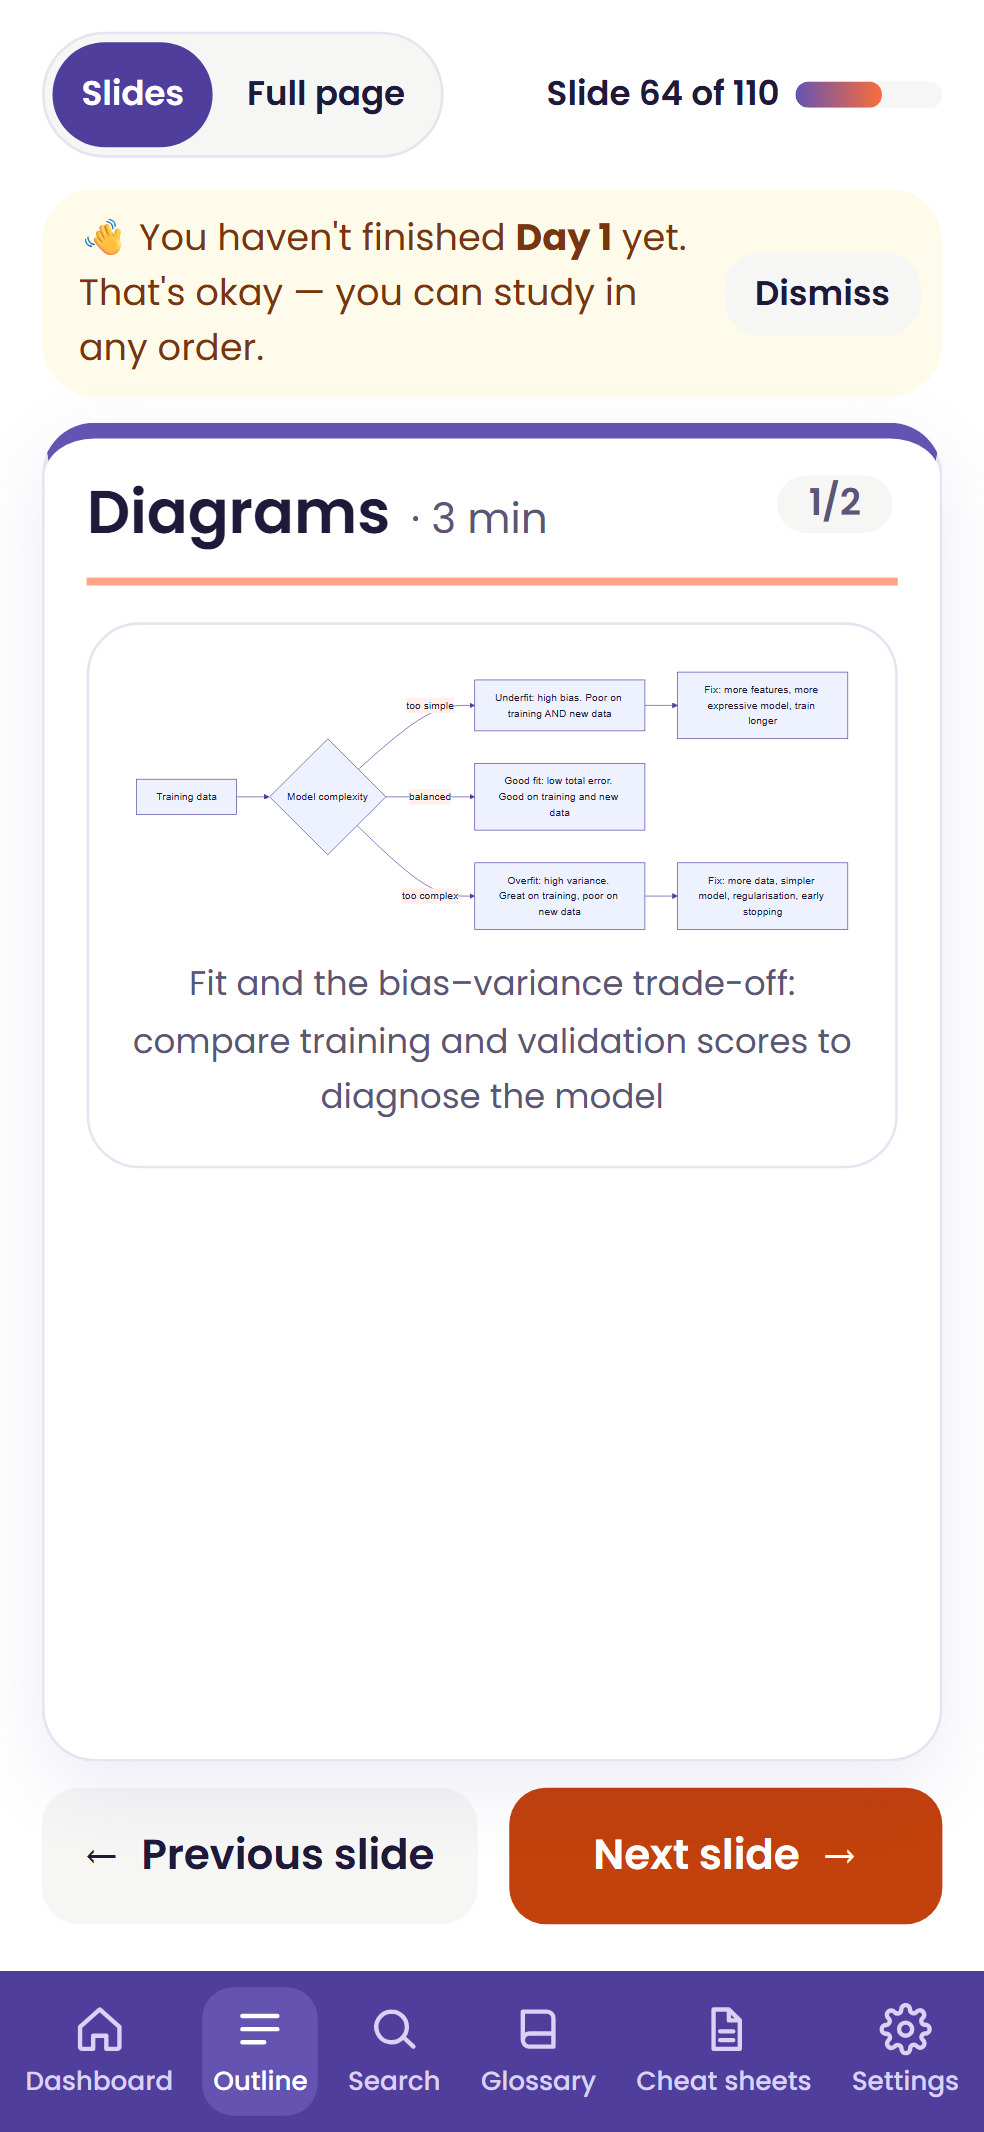 Slides
Full page
Slide 64 of 110
👋 You haven't finished Day 1 yet.
That's okay — you can study in
any order.
Dismiss
Diagrams · 3 min
1/2
Training data
Model complexity
too simple
Underfit: high bias. Poor on
training AND new data
Fix: more features, more
expressive model, train
longer
balanced
Good fit: low total error.
Good on training and new
data
too complex
Overfit: high variance.
Great on training, poor on
new data
Fix: more data, simpler
model, regularisation, early
stopping
Fit and the bias–variance trade-off:
compare training and validation scores to
diagnose the model
← Previous slide
Next slide →
Dashboard
Outline
Search
Glossary
Cheat sheets
Settings